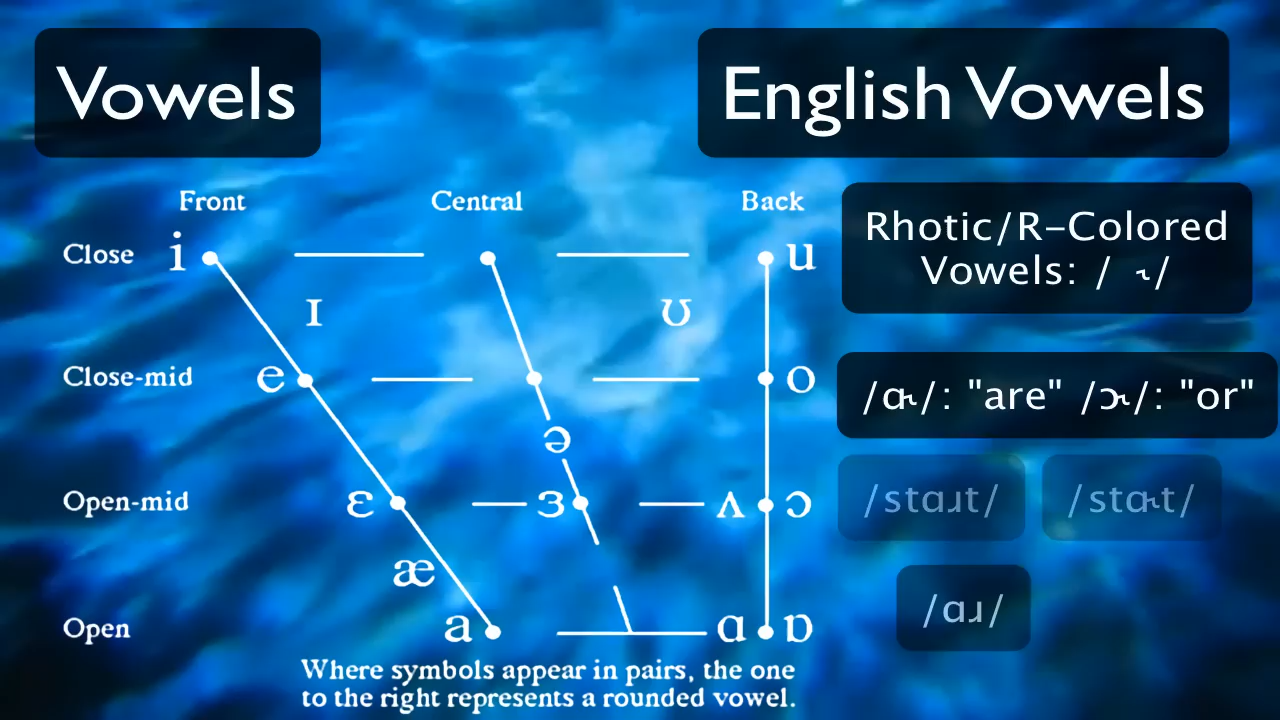 Vowels
English Vowels
Front Central Back
Close i u
ɪ ʊ
Close-mid e o
ə
Open-mid ɛ ɜ ʌ ɔ
æ
Open a ɑ ɒ
Where symbols appear in pairs, the one
to the right represents a rounded vowel.
Rhotic/R-Colored
Vowels: / ˞/
/ɑ˞/: "are" /ɔ˞/: "or"
/stɑɹt/ /stɑ˞t/
/ɑɹ/